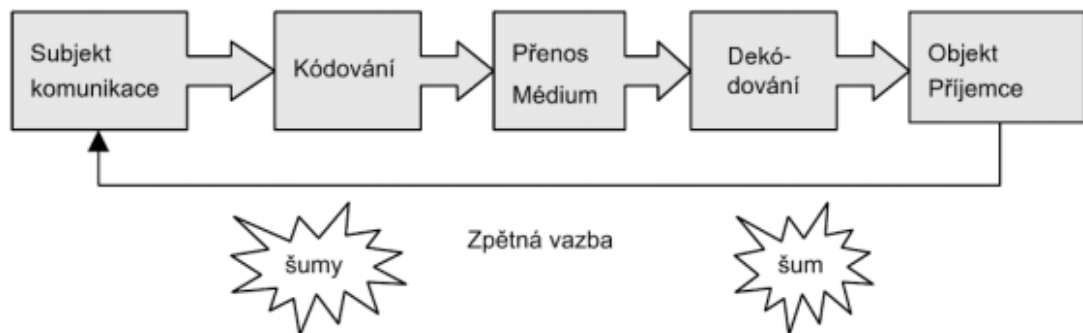 Subjekt
komunikace
Kódování
Přenos
Médium
Dekó-
dování
Objekt
Příjemce
Zpětná vazba
šumy
šum